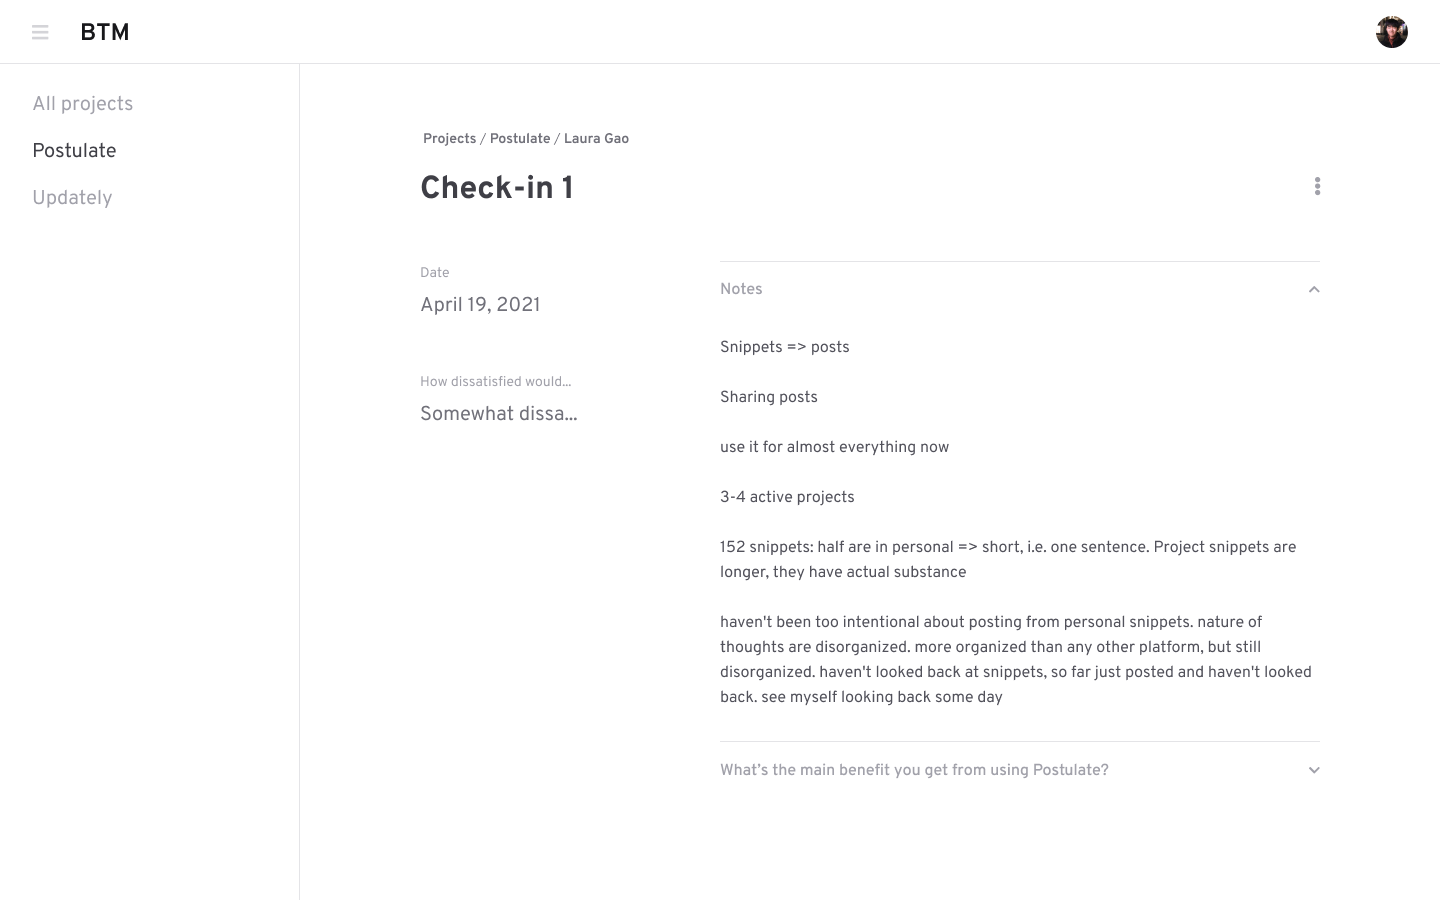 BTM
All projects
Postulate
Updately
Projects / Postulate / Laura Gao
Check-in 1
Date
April 19, 2021
How dissatisfied would...
Somewhat dissa...
Notes
Snippets => posts
Sharing posts
use it for almost everything now
3-4 active projects
152 snippets: half are in personal => short, i.e. one sentence. Project snippets are
longer, they have actual substance
haven't been too intentional about posting from personal snippets. nature of
thoughts are disorganized. more organized than any other platform, but still
disorganized. haven't looked back at snippets, so far just posted and haven't looked
back. see myself looking back some day
What’s the main benefit you get from using Postulate?